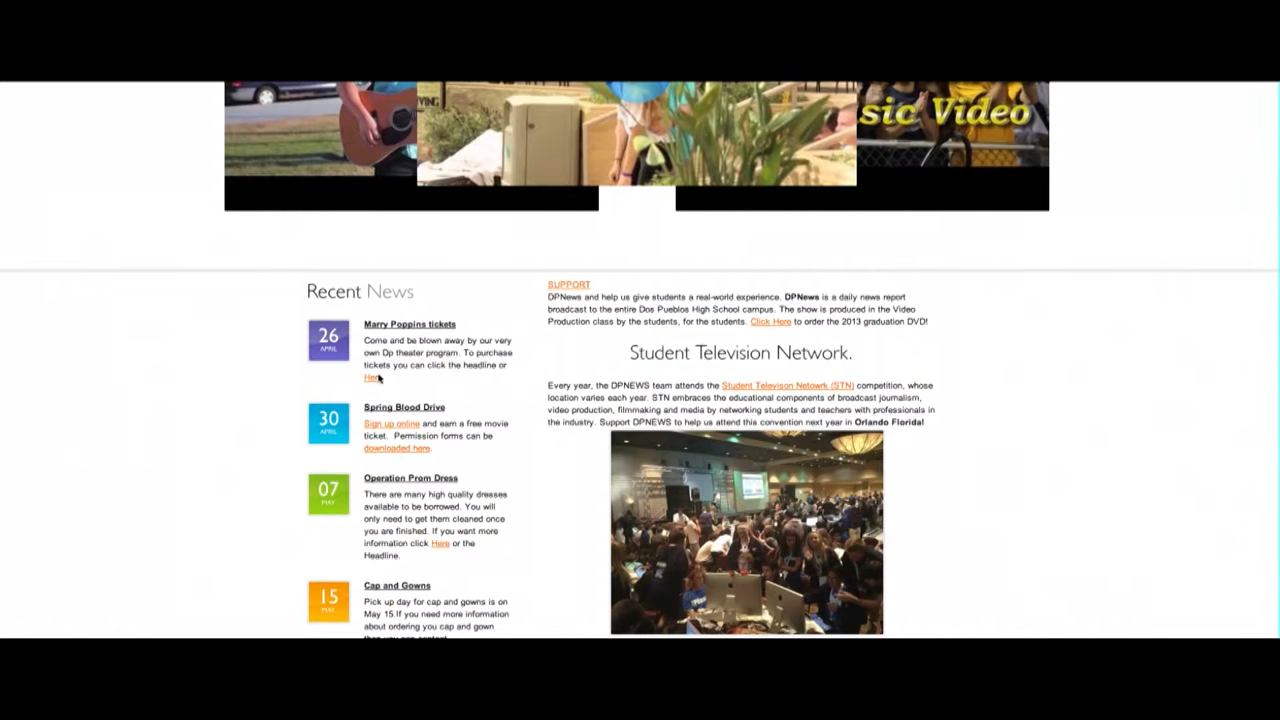 VING
sic Video
Recent News
26
APRIL
Marry Poppins tickets
Come and be blown away by our very
own Dp theater program. To purchase
tickets you can click the headline or
Here
30
APRIL
Spring Blood Drive
Sign up online and earn a free movie
ticket. Permission forms can be
downloaded here.
07
MAY
Operation Prom Dress
There are many high quality dresses
available to be borrowed. You will
only need to get them cleaned once
you are finished. If you want more
information click Here or the
Headline.
15
MAY
Cap and Gowns
Pick up day for cap and gowns is on
May 15.If you need more information
about ordering you cap and gown
SUPPORT
DPNews and help us give students a real-world experience. DPNews is a daily news report
broadcast to the entire Dos Pueblos High School campus. The show is produced in the Video
Production class by the students, for the students. Click Here to order the 2013 graduation DVD!
Student Television Network.
Every year, the DPNEWS team attends the Student Televison Netowrk (STN) competition, whose
location varies each year. STN embraces the educational components of broadcast journalism,
video production, filmmaking and media by networking students and teachers with professionals in
the industry. Support DPNEWS to help us attend this convention next year in Orlando Florida!